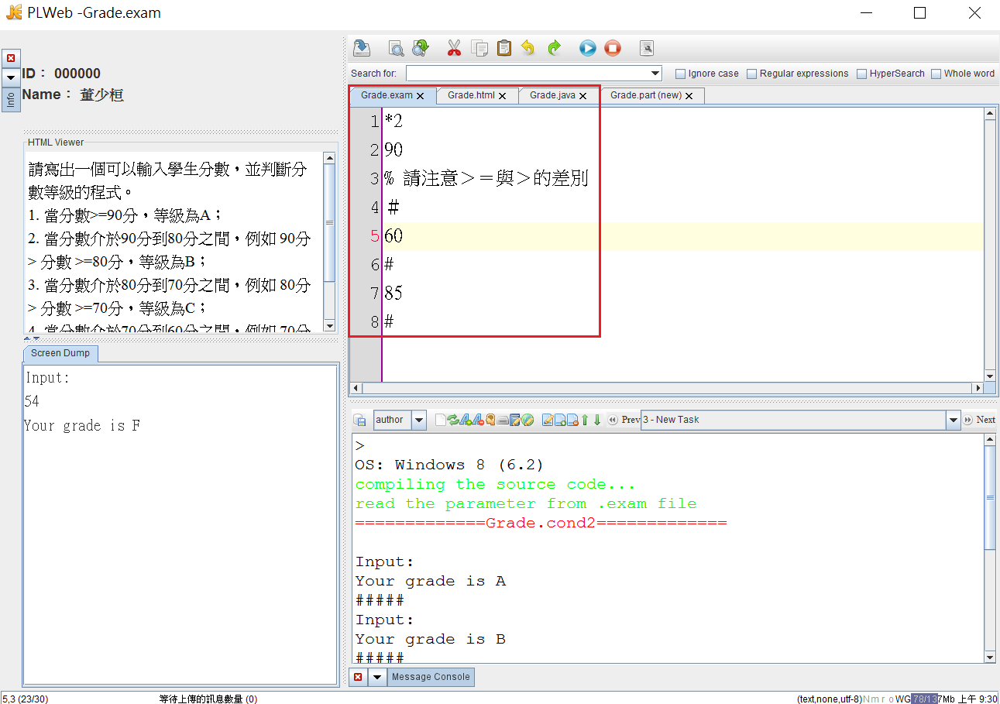 PLWeb -Grade.exam
ID： 000000
Name： 董少桓
Info
HTML Viewer
請寫出一個可以輸入學生分數，並判斷分
數等級的程式。
1. 當分數>=90分，等級為A；
2. 當分數介於90分到80分之間，例如 90分
> 分數 >=80分，等級為B；
3. 當分數介於80分到70分之間，例如 80分
> 分數 >=70分，等級為C；
4. 當分數介於70分到60分之間，例如 70分
Screen Dump
Input:
54
Your grade is F
Search for:
Ignore case
Regular expressions
HyperSearch
Whole word
Grade.exam
Grade.html
Grade.java
Grade.part (new)
1 *2
2 90
3 % 請注意＞＝與＞的差別
4 #
5 60
6 #
7 85
8 #
author
Prev
3 - New Task
Next
>
OS: Windows 8 (6.2)
compiling the source code...
read the parameter from .exam file
=============Grade.cond2=============
Input:
Your grade is A
#####
Input:
Your grade is B
#####
Message Console
5,3 (23/30)
等待上傳的訊息數量 (0)
(text,none,utf-8)Nm r o WG 78/137Mb 上午 9:30